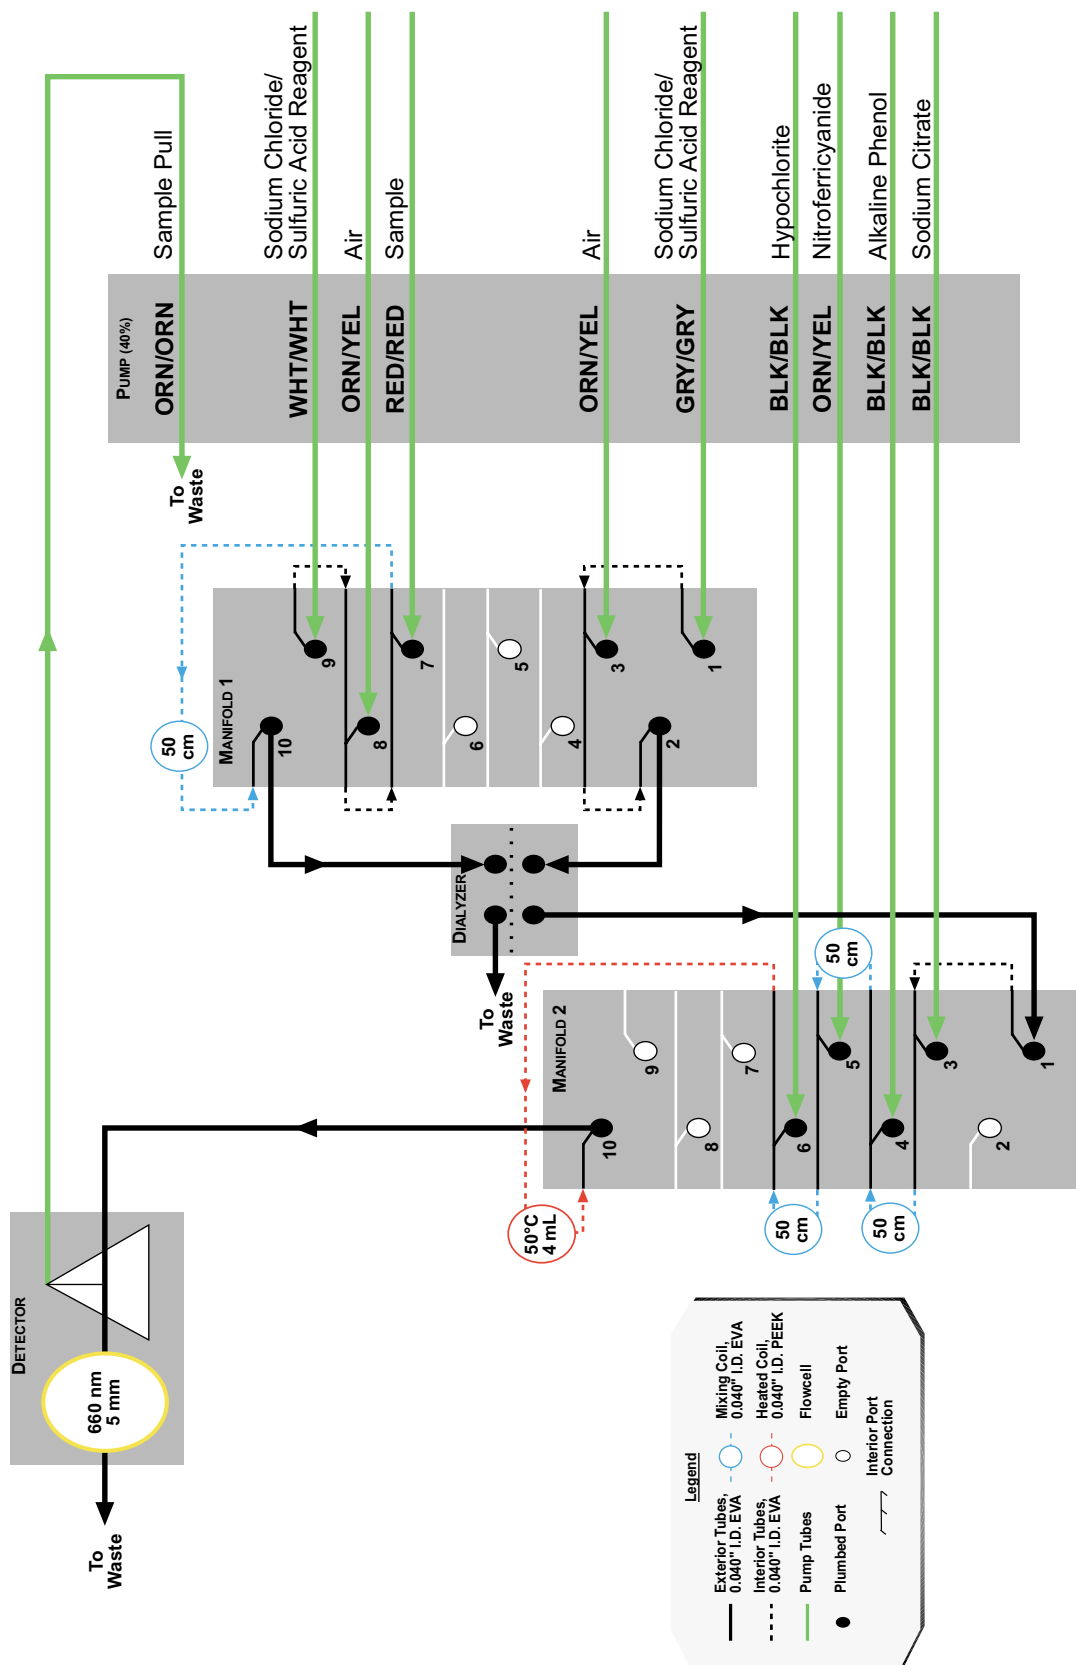 PUMP (40%)
ORN/ORN
Sample Pull
To
Waste
WHT/WHT
Sodium Chloride/
Sulfuric Acid Reagent
ORN/YEL
Air
RED/RED
Sample
ORN/YEL
Air
GRY/GRY
Sodium Chloride/
Sulfuric Acid Reagent
BLK/BLK
Hypochlorite
ORN/YEL
Nitroferricyanide
BLK/BLK
Alkaline Phenol
BLK/BLK
Sodium Citrate
MANIFOLD 1
50
cm
10
9
8
7
6
5
4
3
2
1
DIALYZER
To
Waste
MANIFOLD 2
10
9
8
7
6
5
4
3
2
1
50
cm
50
cm
50
cm
50°C
4 mL
DETECTOR
660 nm
5 mm
To
Waste
Legend
Exterior Tubes,
0.040" I.D. EVA
Interior Tubes,
0.040" I.D. EVA
Pump Tubes
Plumbed Port
Mixing Coil,
0.040" I.D. EVA
Heated Coil,
0.040" I.D. PEEK
Flowcell
Empty Port
Interior Port
Connection